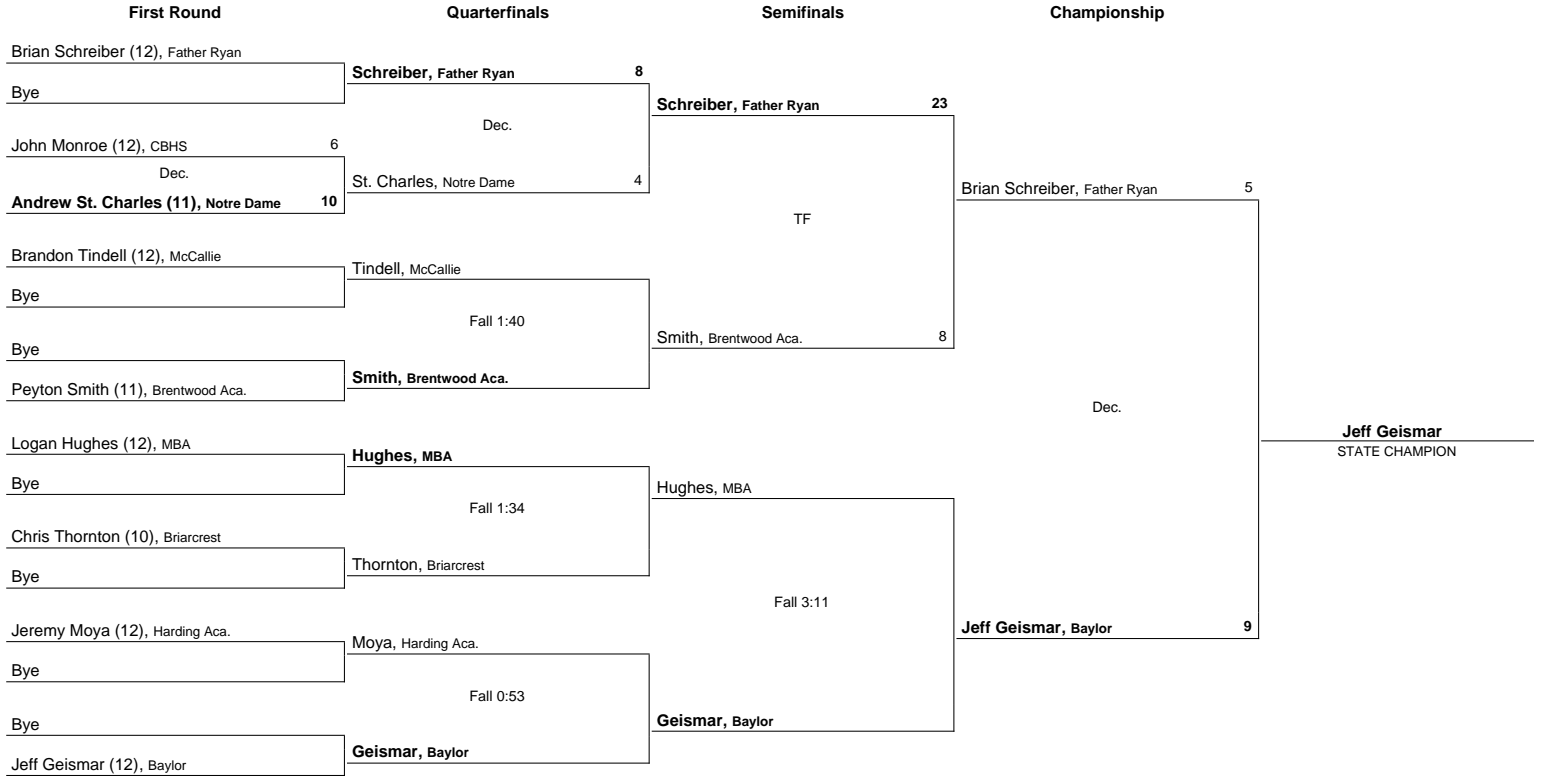 First Round Quarterfinals Semifinals Championship
Brian Schreiber (12), Father Ryan
Bye
John Monroe (12), CBHS 6
Dec.
Andrew St. Charles (11), Notre Dame 10
Brandon Tindell (12), McCallie
Bye
Bye
Peyton Smith (11), Brentwood Aca.
Logan Hughes (12), MBA
Bye
Chris Thornton (10), Briarcrest
Bye
Jeremy Moya (12), Harding Aca.
Bye
Bye
Jeff Geismar (12), Baylor
Schreiber, Father Ryan 8
Dec.
St. Charles, Notre Dame 4
Tindell, McCallie
Fall 1:40
Smith, Brentwood Aca.
Hughes, MBA
Fall 1:34
Thornton, Briarcrest
Moya, Harding Aca.
Fall 0:53
Geismar, Baylor
Schreiber, Father Ryan 23
TF
Smith, Brentwood Aca. 8
Hughes, MBA
Fall 3:11
Geismar, Baylor
Brian Schreiber, Father Ryan 5
Dec.
Jeff Geismar, Baylor 9
Jeff Geismar
STATE CHAMPION